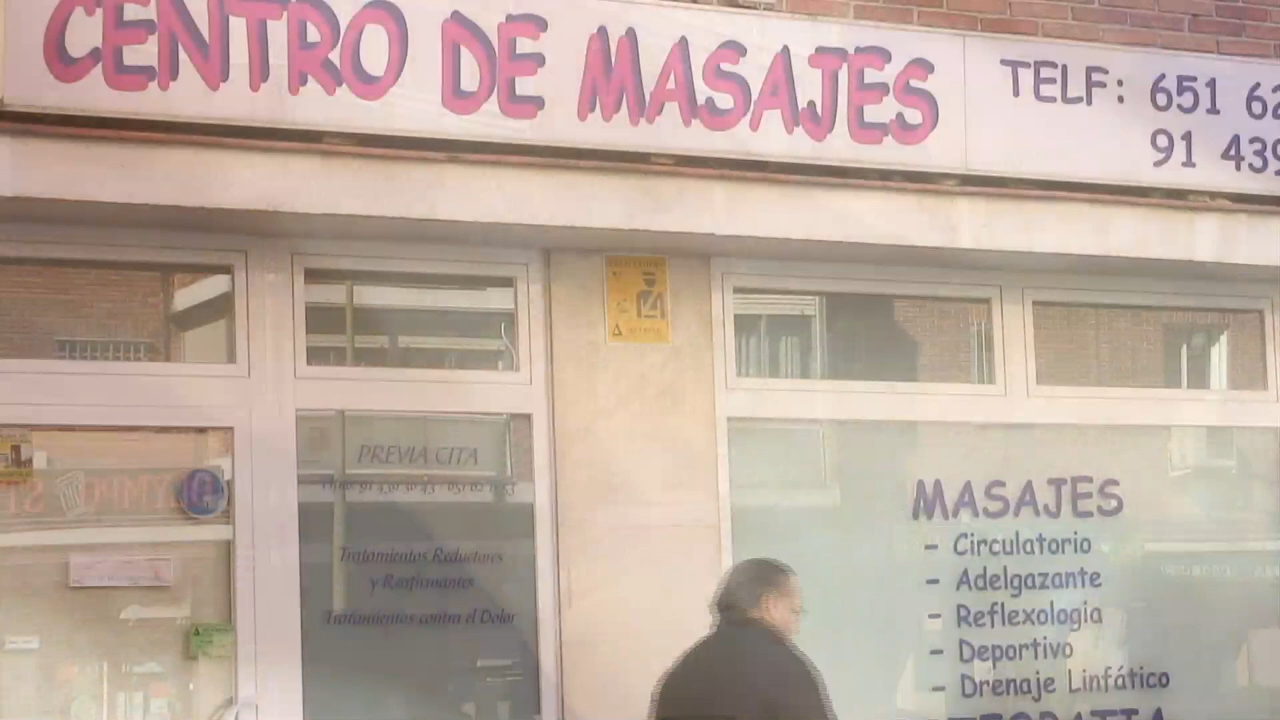 CENTRO DE MASAJES
TELF: 651 62
91 439
PREVIA CITA
Tratamientos Reductores
y Reafirmantes
Tratamientos contra el Dolor
MASAJES
- Circulatorio
- Adelgazante
- Reflexologia
- Deportivo
- Drenaje Linfático